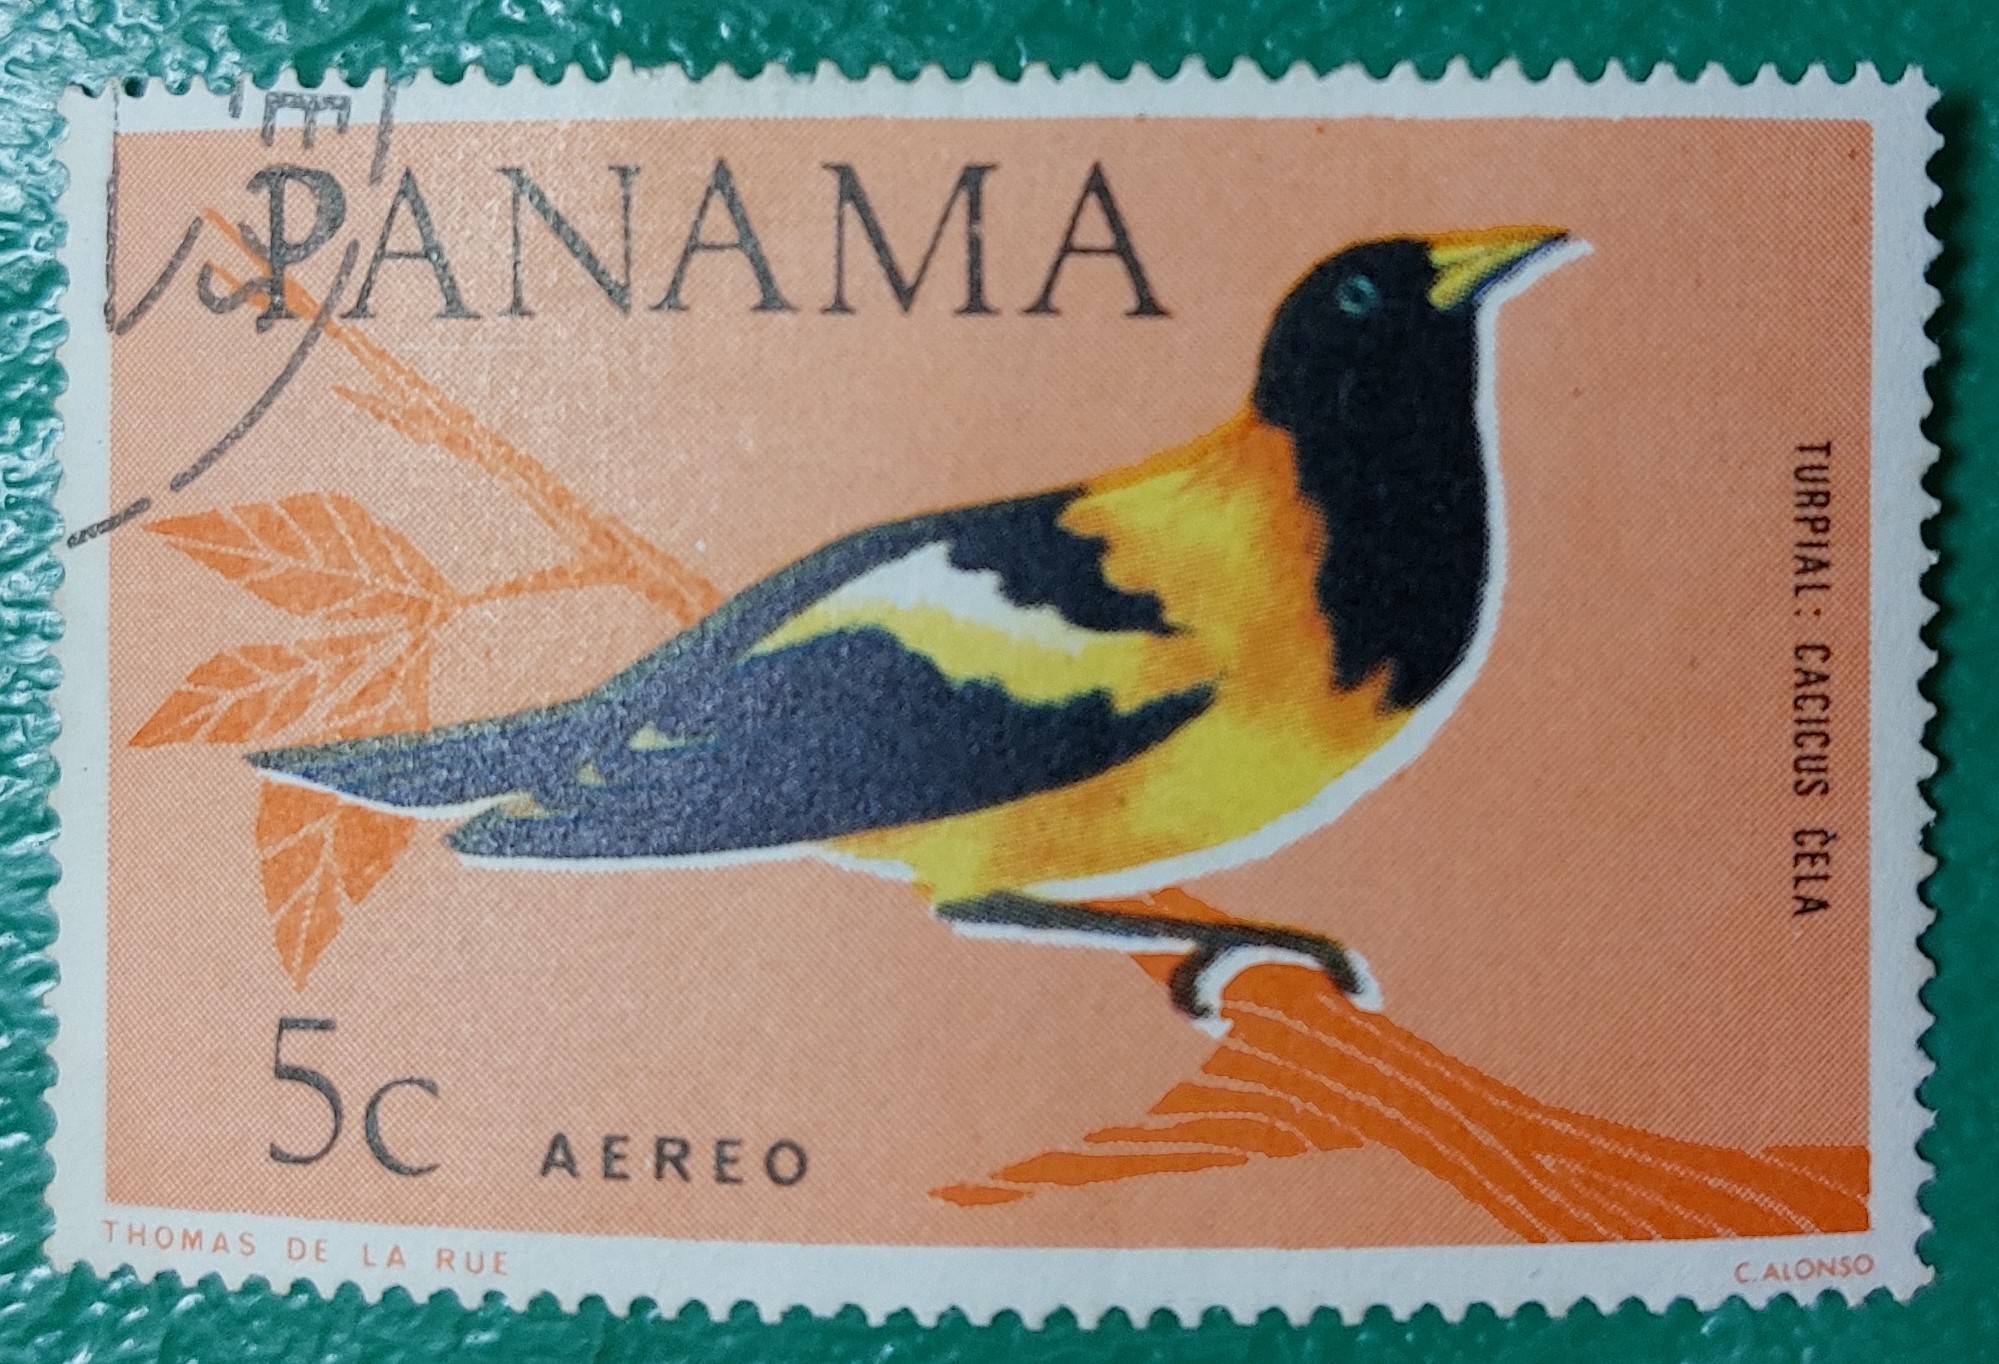 PANAMA
TURPIAL: CACICUS CELA
5c AEREO
THOMAS DE LA RUE
C. ALONSO